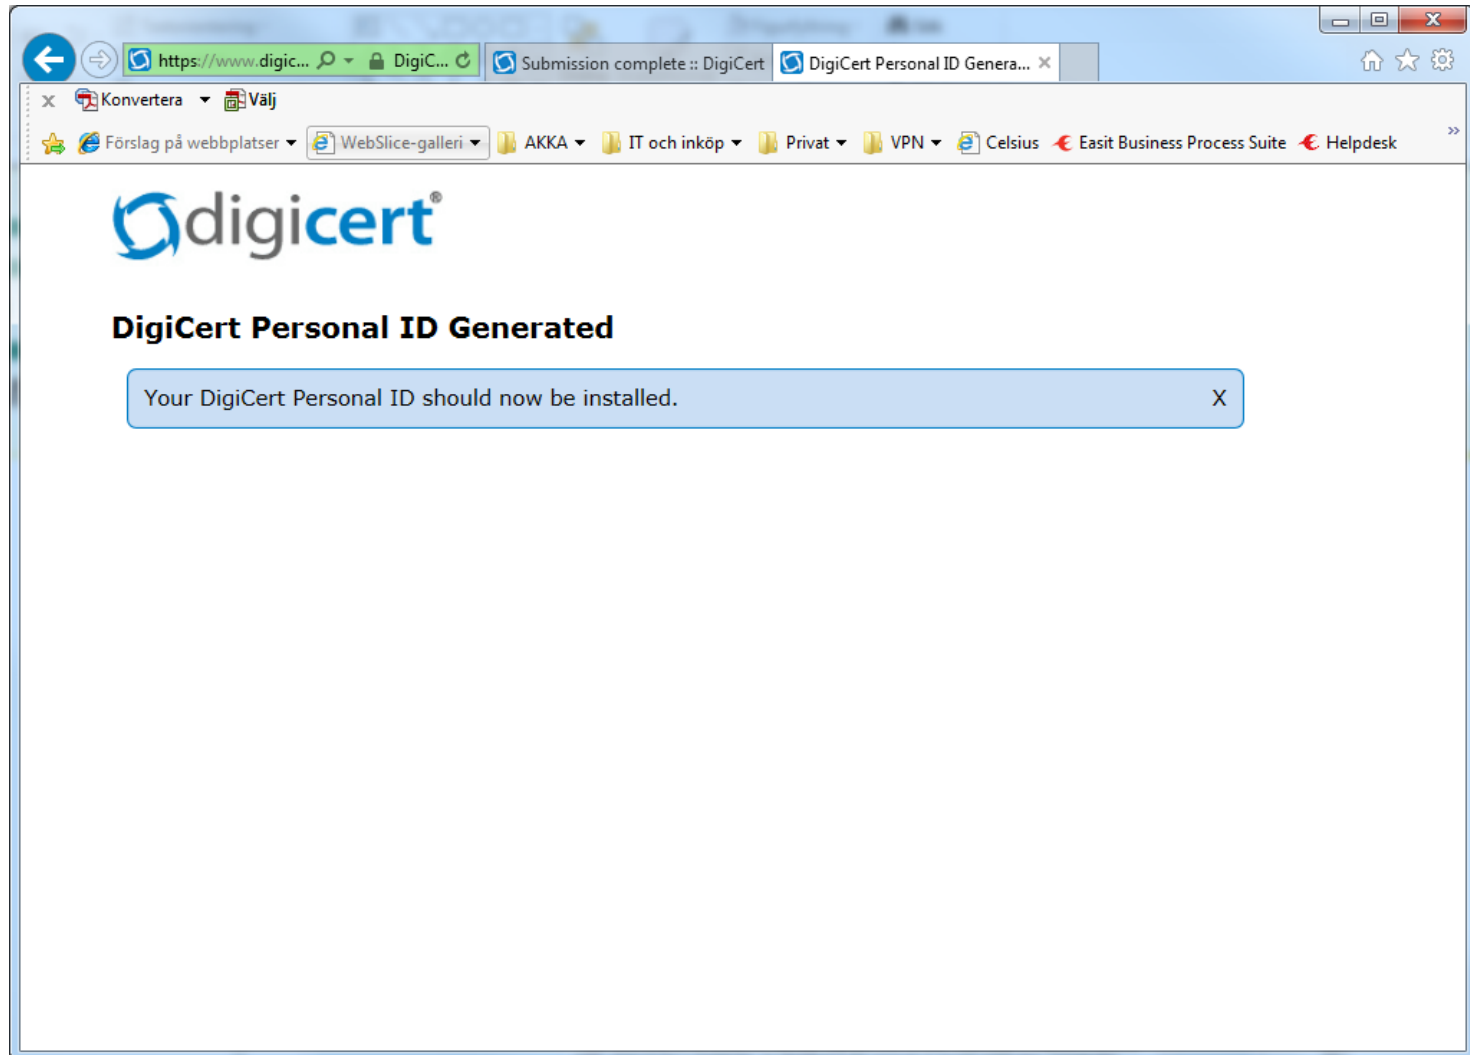 https://www.digic... DigiC... Submission complete :: DigiCert DigiCert Personal ID Genera...
x Konvertera Välj
Förslag på webbplatser WebSlice-galleri AKKA IT och inköp Privat VPN Celsius Easit Business Process Suite Helpdesk »
digicert®
DigiCert Personal ID Generated
Your DigiCert Personal ID should now be installed. X